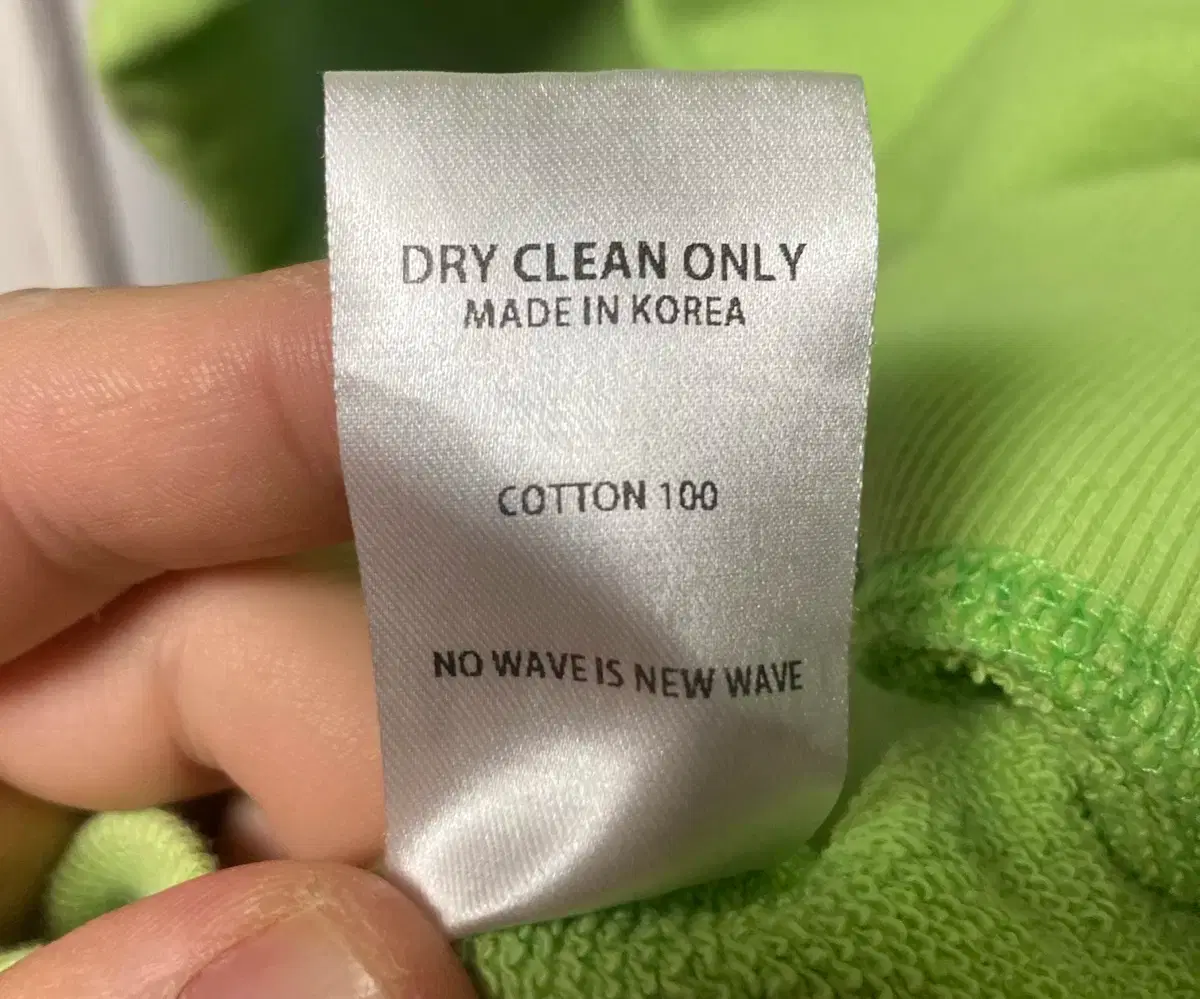 DRY CLEAN ONLY
MADE IN KOREA
COTTON 100
NO WAVE IS NEW WAVE